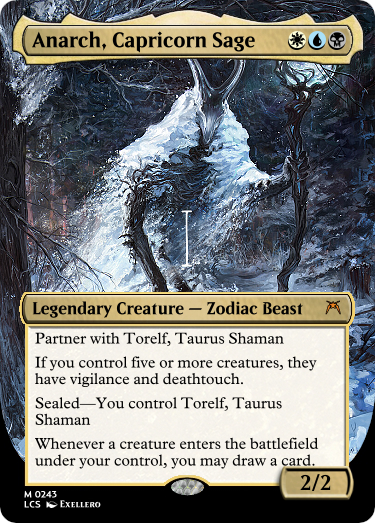 Anarch, Capricorn Sage
Legendary Creature — Zodiac Beast
Partner with Torelf, Taurus Shaman
If you control five or more creatures, they
have vigilance and deathtouch.
Sealed—You control Torelf, Taurus
Shaman
Whenever a creature enters the battlefield
under your control, you may draw a card.
2/2
M 0243
LCS Exellero